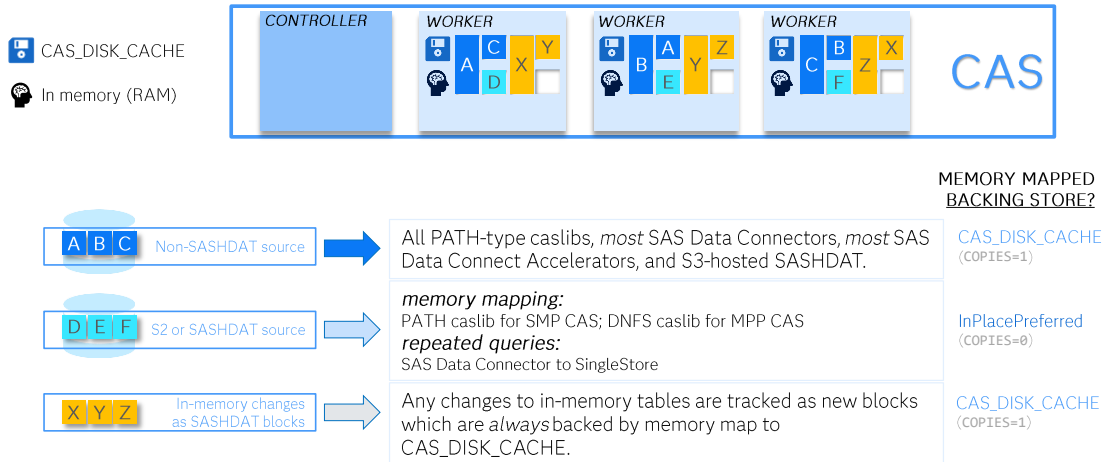 CONTROLLER
WORKER
WORKER
WORKER
CAS_DISK_CACHE
In memory (RAM)
A C X Y
D
B A Y Z
E
C B Z X
F
CAS
MEMORY MAPPED
BACKING STORE?
A B C
Non-SASHDAT source
All PATH-type caslibs, most SAS Data Connectors, most SAS
Data Connect Accelerators, and S3-hosted SASHDAT.
CAS_DISK_CACHE
(COPIES=1)
D E F
S2 or SASHDAT source
memory mapping:
PATH caslib for SMP CAS; DNFS caslib for MPP CAS
repeated queries:
SAS Data Connector to SingleStore
InPlacePreferred
(COPIES=0)
X Y Z
In-memory changes
as SASHDAT blocks
Any changes to in-memory tables are tracked as new blocks
which are always backed by memory map to
CAS_DISK_CACHE.
CAS_DISK_CACHE
(COPIES=1)